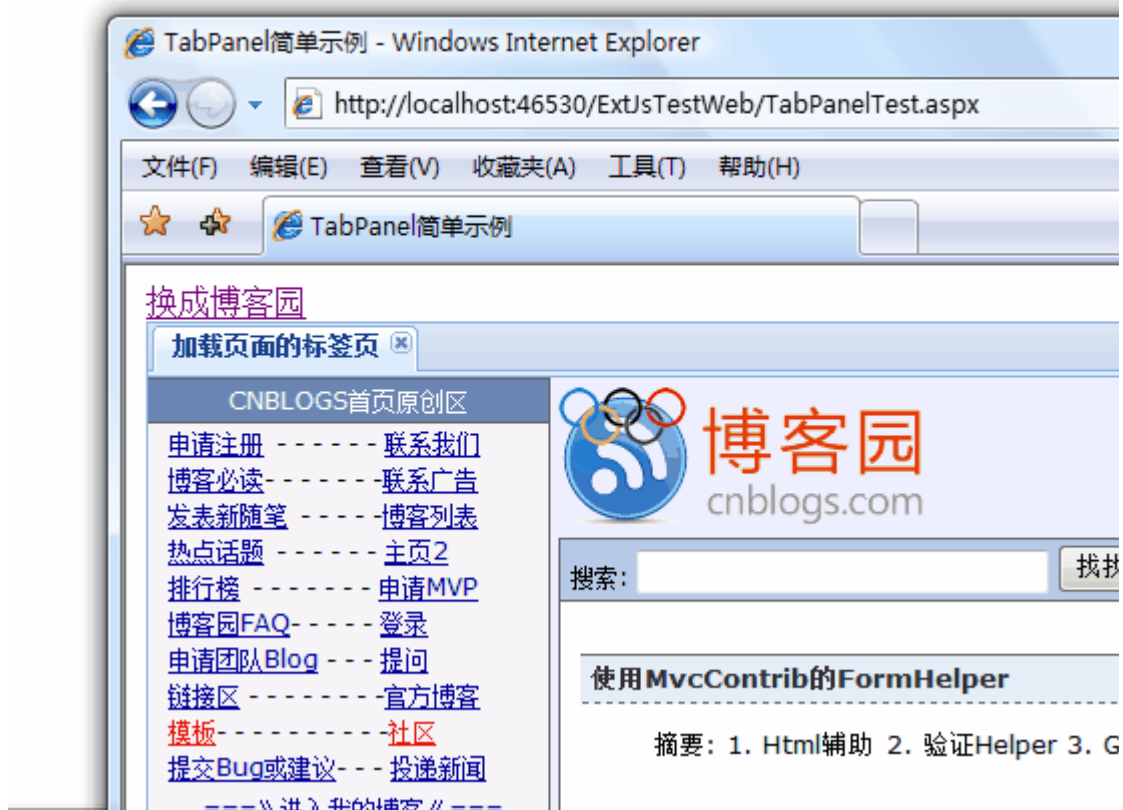 TabPanel简单示例 - Windows Internet Explorer
http://localhost:46530/ExtJsTestWeb/TabPanelTest.aspx
文件(F) 编辑(E) 查看(V) 收藏夹(A) 工具(T) 帮助(H)
TabPanel简单示例
换成博客园
加载页面的标签页
CNBLOGS首页原创区
申请注册 - - - - - - 联系我们
博客必读- - - - - - -联系广告
发表新随笔 - - - - -博客列表
热点话题 - - - - - - 主页2
排行榜 - - - - - - - 申请MVP
博客园FAQ- - - - - 登录
申请团队Blog - - - 提问
链接区 - - - - - - - - -官方博客
模板- - - - - - - - - - -社区
提交Bug或建议- - - 投递新闻
===》进入我的博客《===
博客园
cnblogs.com
搜索: 找找
使用MvcContrib的FormHelper
摘要: 1. Html辅助 2. 验证Helper 3. G